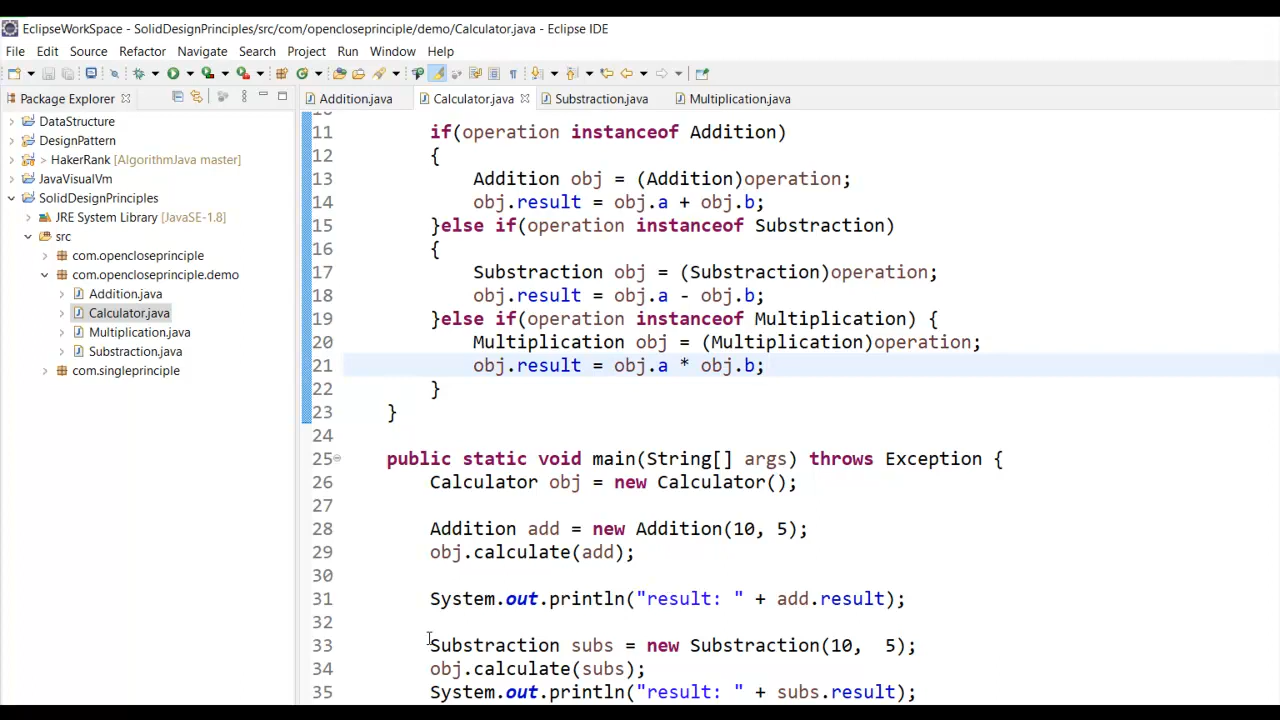 EclipseWorkSpace - SolidDesignPrinciples/src/com/opencloseprinciple/demo/Calculator.java - Eclipse IDE
File Edit Source Refactor Navigate Search Project Run Window Help
Package Explorer
Addition.java Calculator.java Substraction.java Multiplication.java
DataStructure
DesignPattern
> HakerRank [AlgorithmJava master]
JavaVisualVm
SolidDesignPrinciples
JRE System Library [JavaSE-1.8]
src
com.opencloseprinciple
com.opencloseprinciple.demo
Addition.java
Calculator.java
Multiplication.java
Substraction.java
com.singleprinciple
11 if(operation instanceof Addition)
12 {
13 Addition obj = (Addition)operation;
14 obj.result = obj.a + obj.b;
15 }else if(operation instanceof Substraction)
16 {
17 Substraction obj = (Substraction)operation;
18 obj.result = obj.a - obj.b;
19 }else if(operation instanceof Multiplication) {
20 Multiplication obj = (Multiplication)operation;
21 obj.result = obj.a * obj.b;
22 }
23 }
24
25 public static void main(String[] args) throws Exception {
26 Calculator obj = new Calculator();
27
28 Addition add = new Addition(10, 5);
29 obj.calculate(add);
30
31 System.out.println("result: " + add.result);
32
33 Substraction subs = new Substraction(10,  5);
34 obj.calculate(subs);
35 System.out.println("result: " + subs.result);